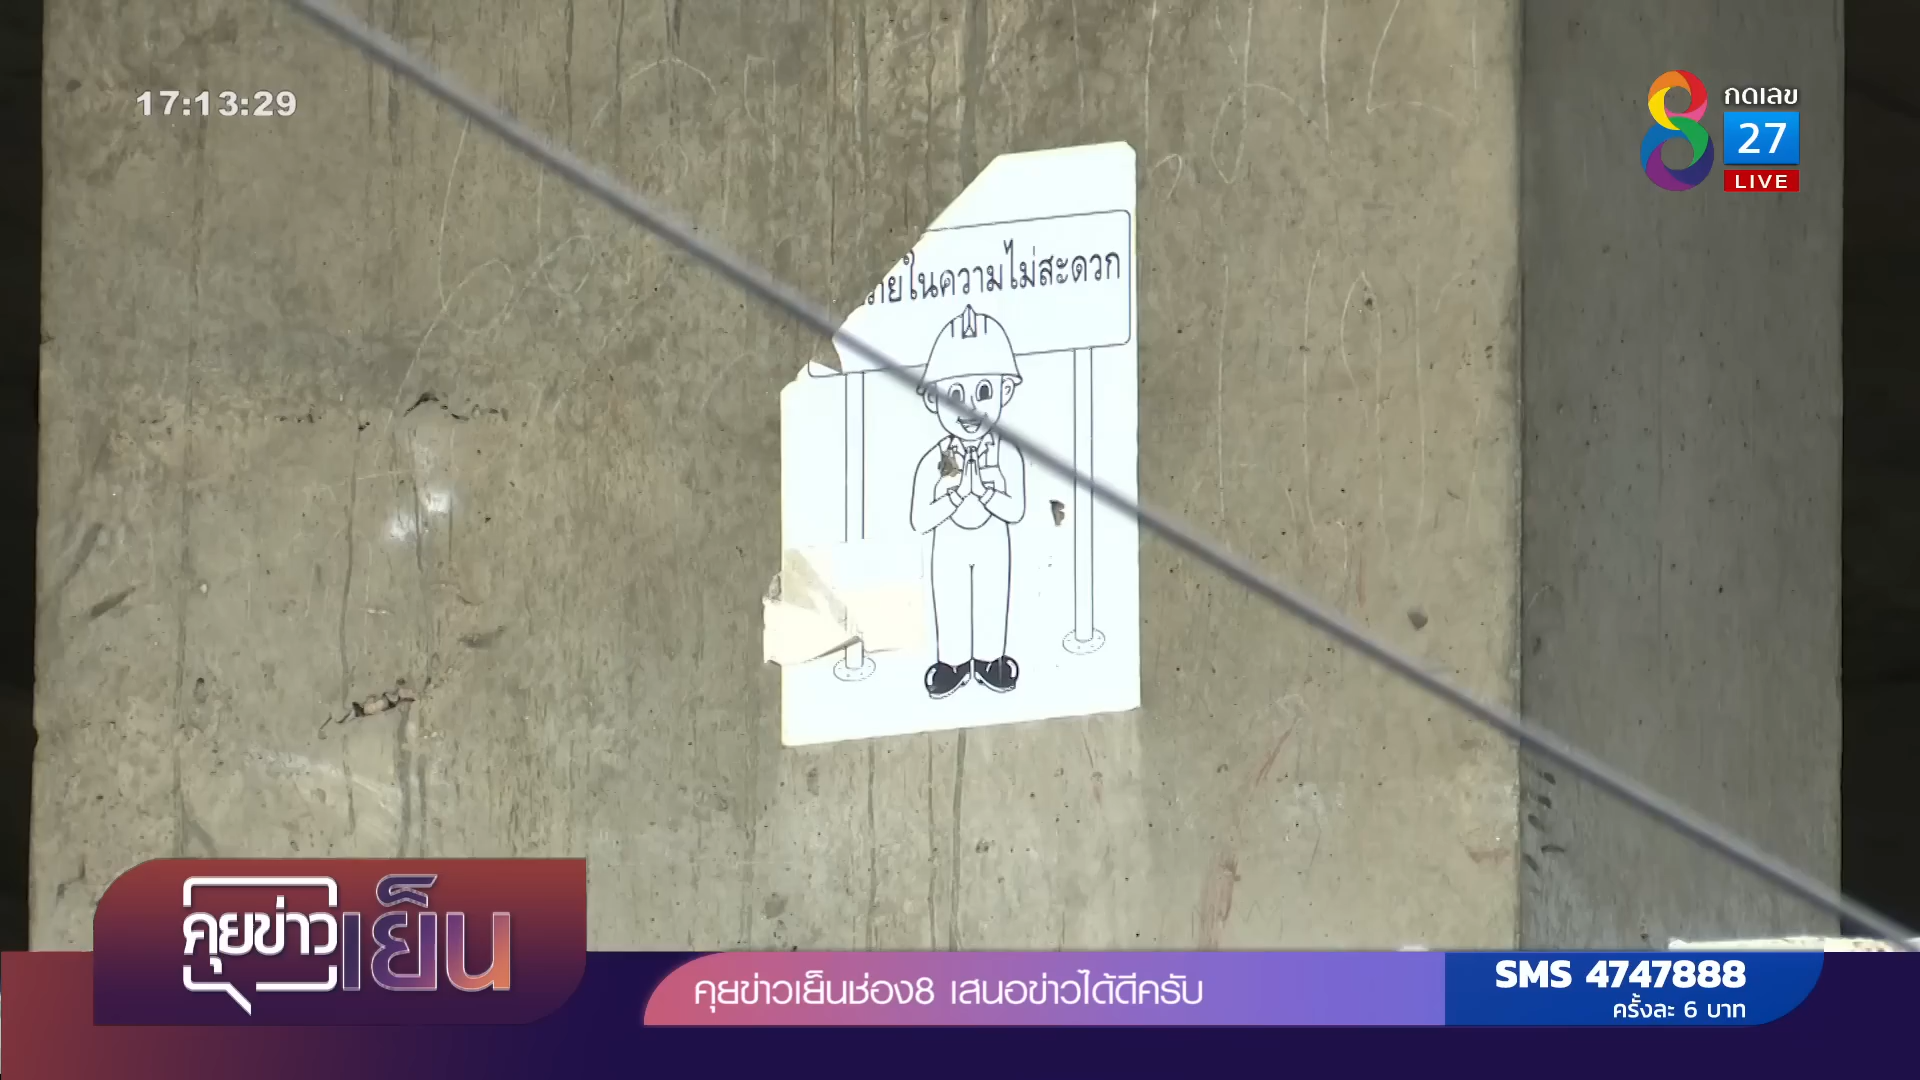 17:13:29
กดเลข
27
LIVE
ในความไม่สะดวก
คุยข่าว
เย็น
คุยข่าวเย็นช่อง8 เสนอข่าวได้ดีครับ
SMS 4747888
ครั้งละ 6 บาท